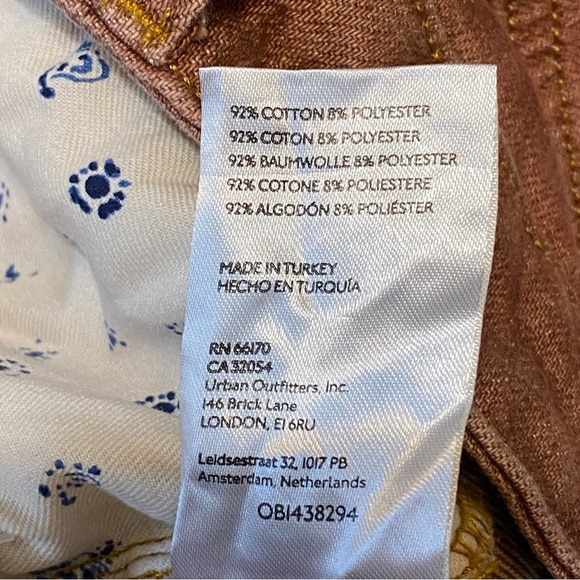 92% COTTON 8% POLYESTER
92% COTON 8% POLYESTER
92% BAUMWOLLE 8% POLYESTER
92% COTONE 8% POLIESTERE
92% ALGODÓN 8% POLIÉSTER
MADE IN TURKEY
HECHO EN TURQUÍA
RN 66170
CA 32054
Urban Outfitters, Inc.
146 Brick Lane
LONDON, E1 6RU
Leidsestraat 32, 1017 PB
Amsterdam, Netherlands
OB1438294